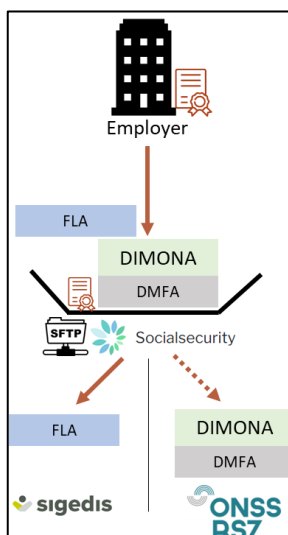 Employer
FLA
DIMONA
DMFA
SFTP
Socialsecurity
FLA
DIMONA
DMFA
sigedis
ONSS
RSZ